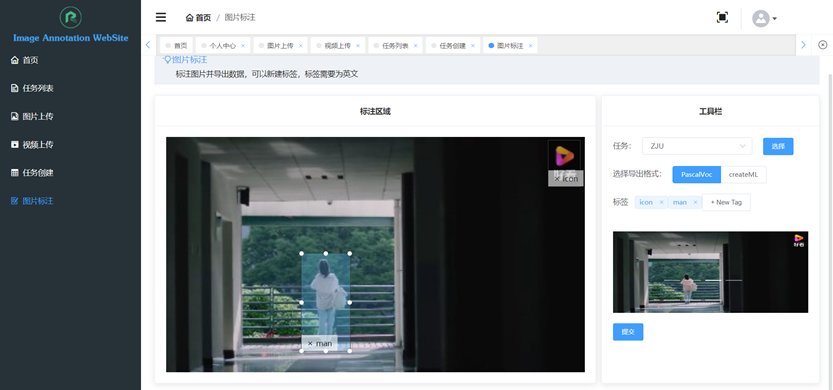 Image Annotation WebSite
首页
任务列表
图片上传
视频上传
任务创建
图片标注
首页 / 图片标注
首页 个人中心 × 图片上传 × 视频上传 × 任务列表 × 任务创建 × 图片标注 ×
图片标注
标注图片并导出数据，可以新建标签，标签需要为英文
标注区域
× icon
× man
工具栏
任务： ZJU 选择
选择导出格式： PascalVoc createML
标签 icon × man × + New Tag
好看
提交